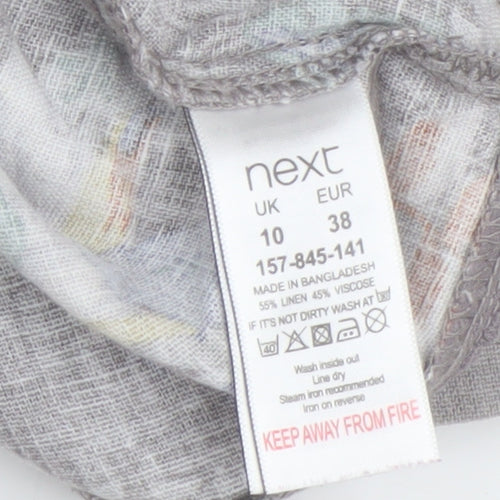 next
UK EUR
10 38
157-845-141
MADE IN BANGLADESH
55% LINEN 45% VISCOSE
IF IT'S NOT DIRTY WASH AT 30
40
Wash inside out
Line dry
Steam iron recommended
Iron on reverse
KEEP AWAY FROM FIRE